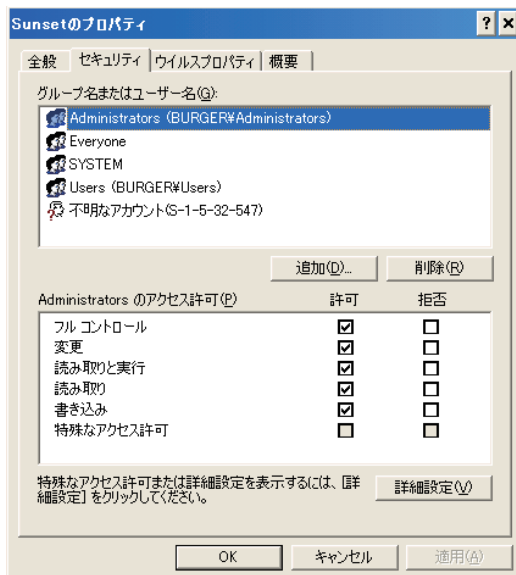 Sunsetのプロパティ
全般 セキュリティ ウイルスプロパティ 概要
グループ名またはユーザー名(G):
Administrators (BURGER¥Administrators)
Everyone
SYSTEM
Users (BURGER¥Users)
不明なアカウント(S-1-5-32-547)
追加(D)... 削除(R)
Administrators のアクセス許可(P) 許可 拒否
フル コントロール
変更
読み取りと実行
読み取り
書き込み
特殊なアクセス許可
特殊なアクセス許可または詳細設定を表示するには、[詳
細設定] をクリックしてください。
詳細設定(V)
OK キャンセル 適用(A)